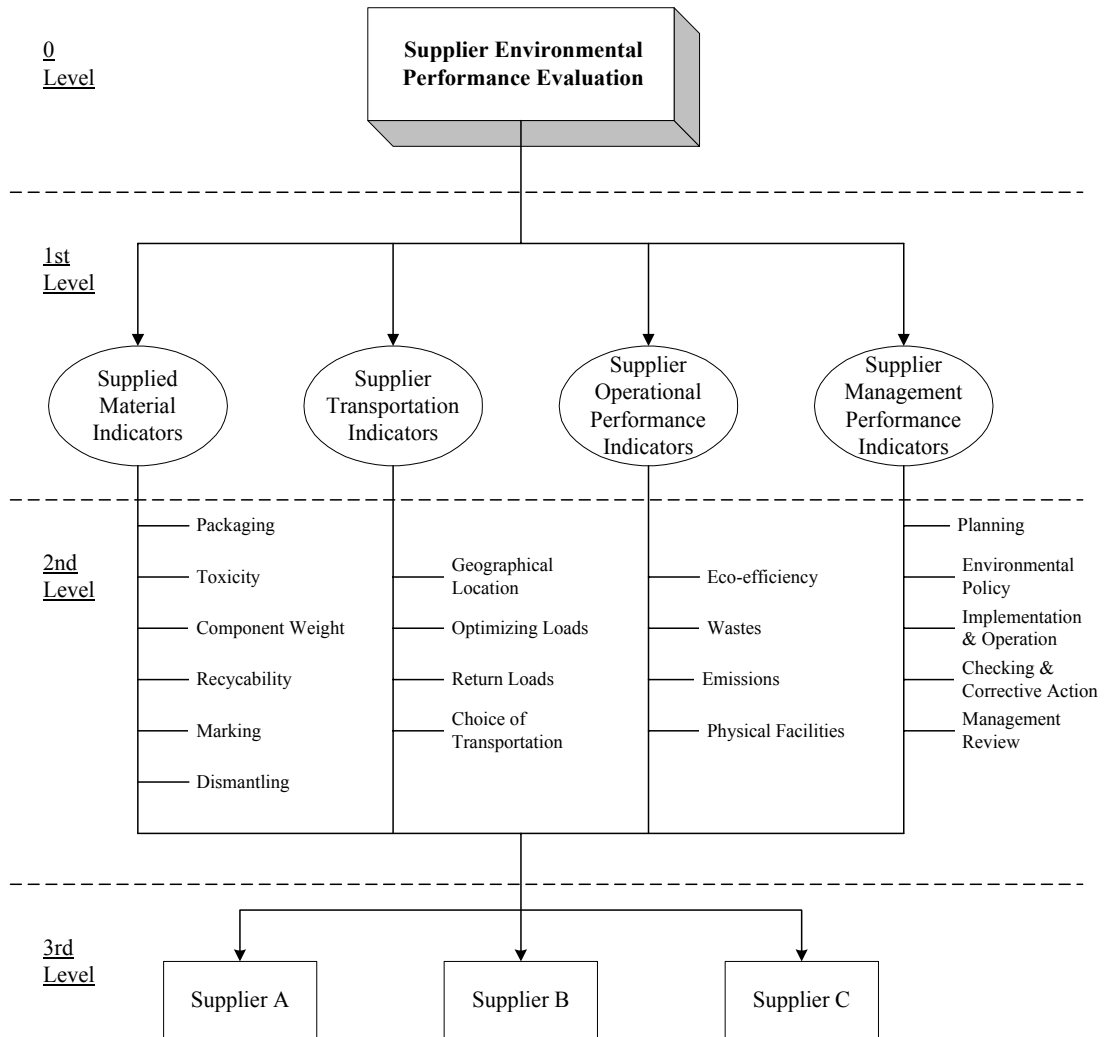 0
Level
Supplier Environmental
Performance Evaluation
1st
Level
Supplied
Material
Indicators
Supplier
Transportation
Indicators
Supplier
Operational
Performance
Indicators
Supplier
Management
Performance
Indicators
2nd
Level
Packaging
Toxicity
Component Weight
Recycability
Marking
Dismantling
Geographical
Location
Optimizing Loads
Return Loads
Choice of
Transportation
Eco-efficiency
Wastes
Emissions
Physical Facilities
Planning
Environmental
Policy
Implementation
& Operation
Checking &
Corrective Action
Management
Review
3rd
Level
Supplier A
Supplier B
Supplier C